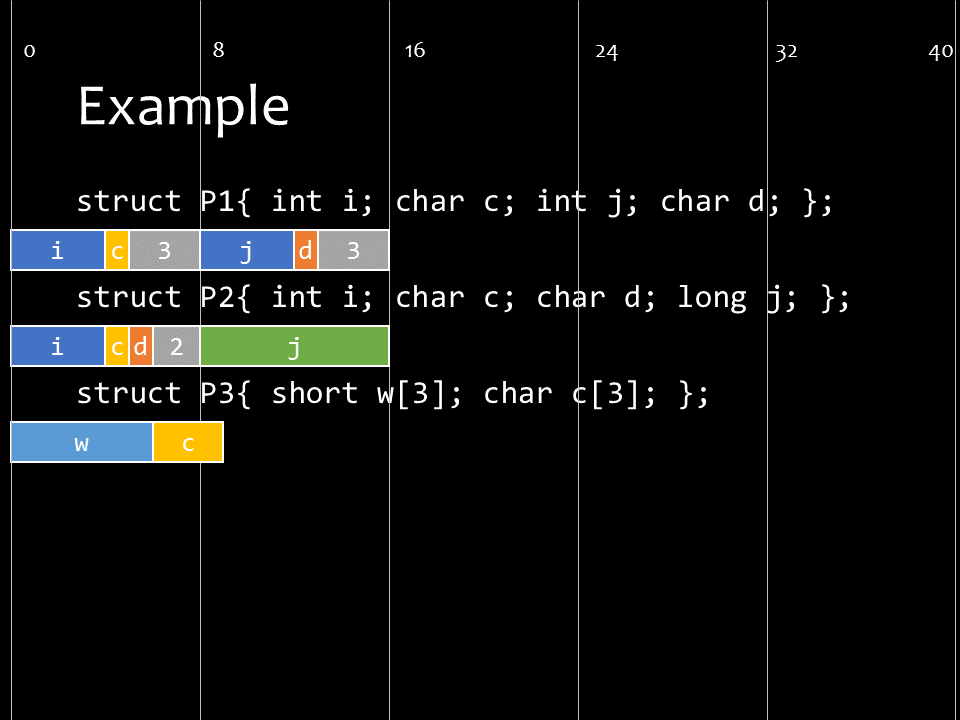 0 8 16 24 32 40
Example
struct P1{ int i; char c; int j; char d; };
i c 3 j d 3
struct P2{ int i; char c; char d; long j; };
i c d 2 j
struct P3{ short w[3]; char c[3]; };
w c